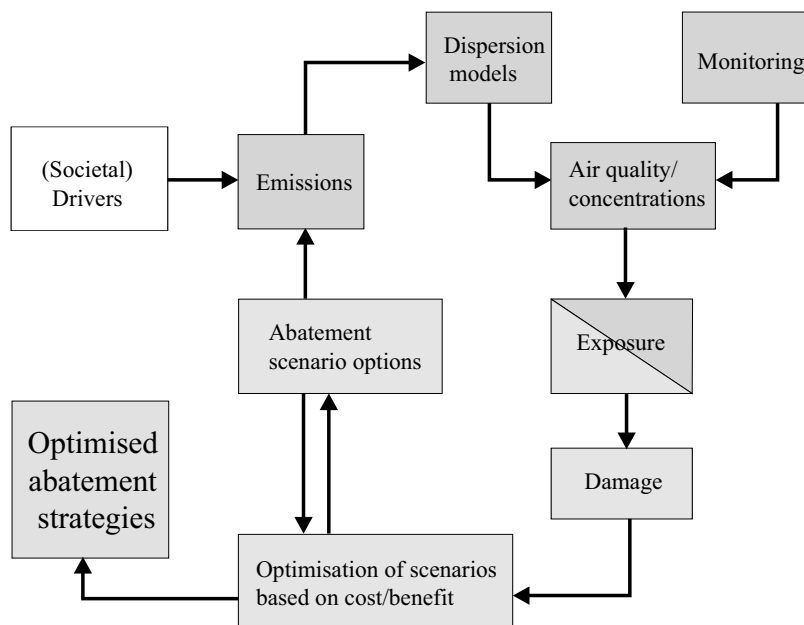 Dispersion
models
Monitoring
(Societal)
Drivers
Emissions
Air quality/
concentrations
Abatement
scenario options
Exposure
Optimised
abatement
strategies
Damage
Optimisation of scenarios
based on cost/benefit